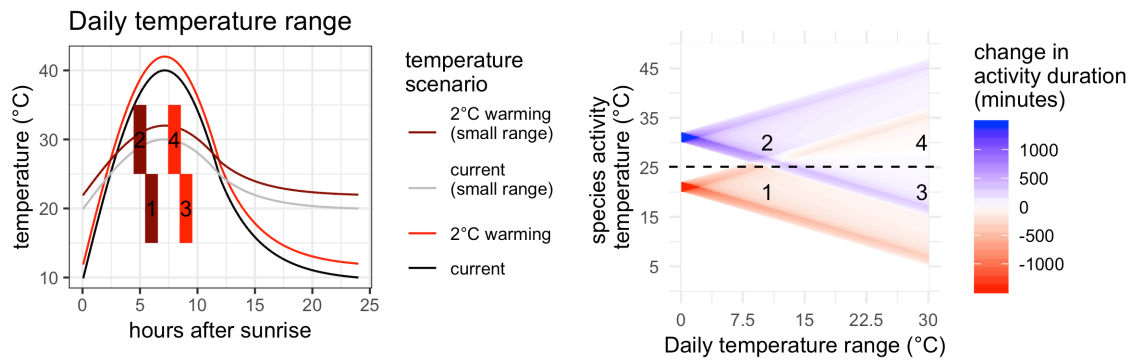 Daily temperature range
temperature (°C)
40
30
20
10
2
4
1
3
0
5
10
15
20
25
hours after sunrise
temperature
scenario
2°C warming
(small range)
current
(small range)
2°C warming
current
species activity
temperature (°C)
45
35
25
15
5
2
4
1
3
0
7.5
15
22.5
30
Daily temperature range (°C)
change in
activity duration
(minutes)
1000
500
0
-500
-1000